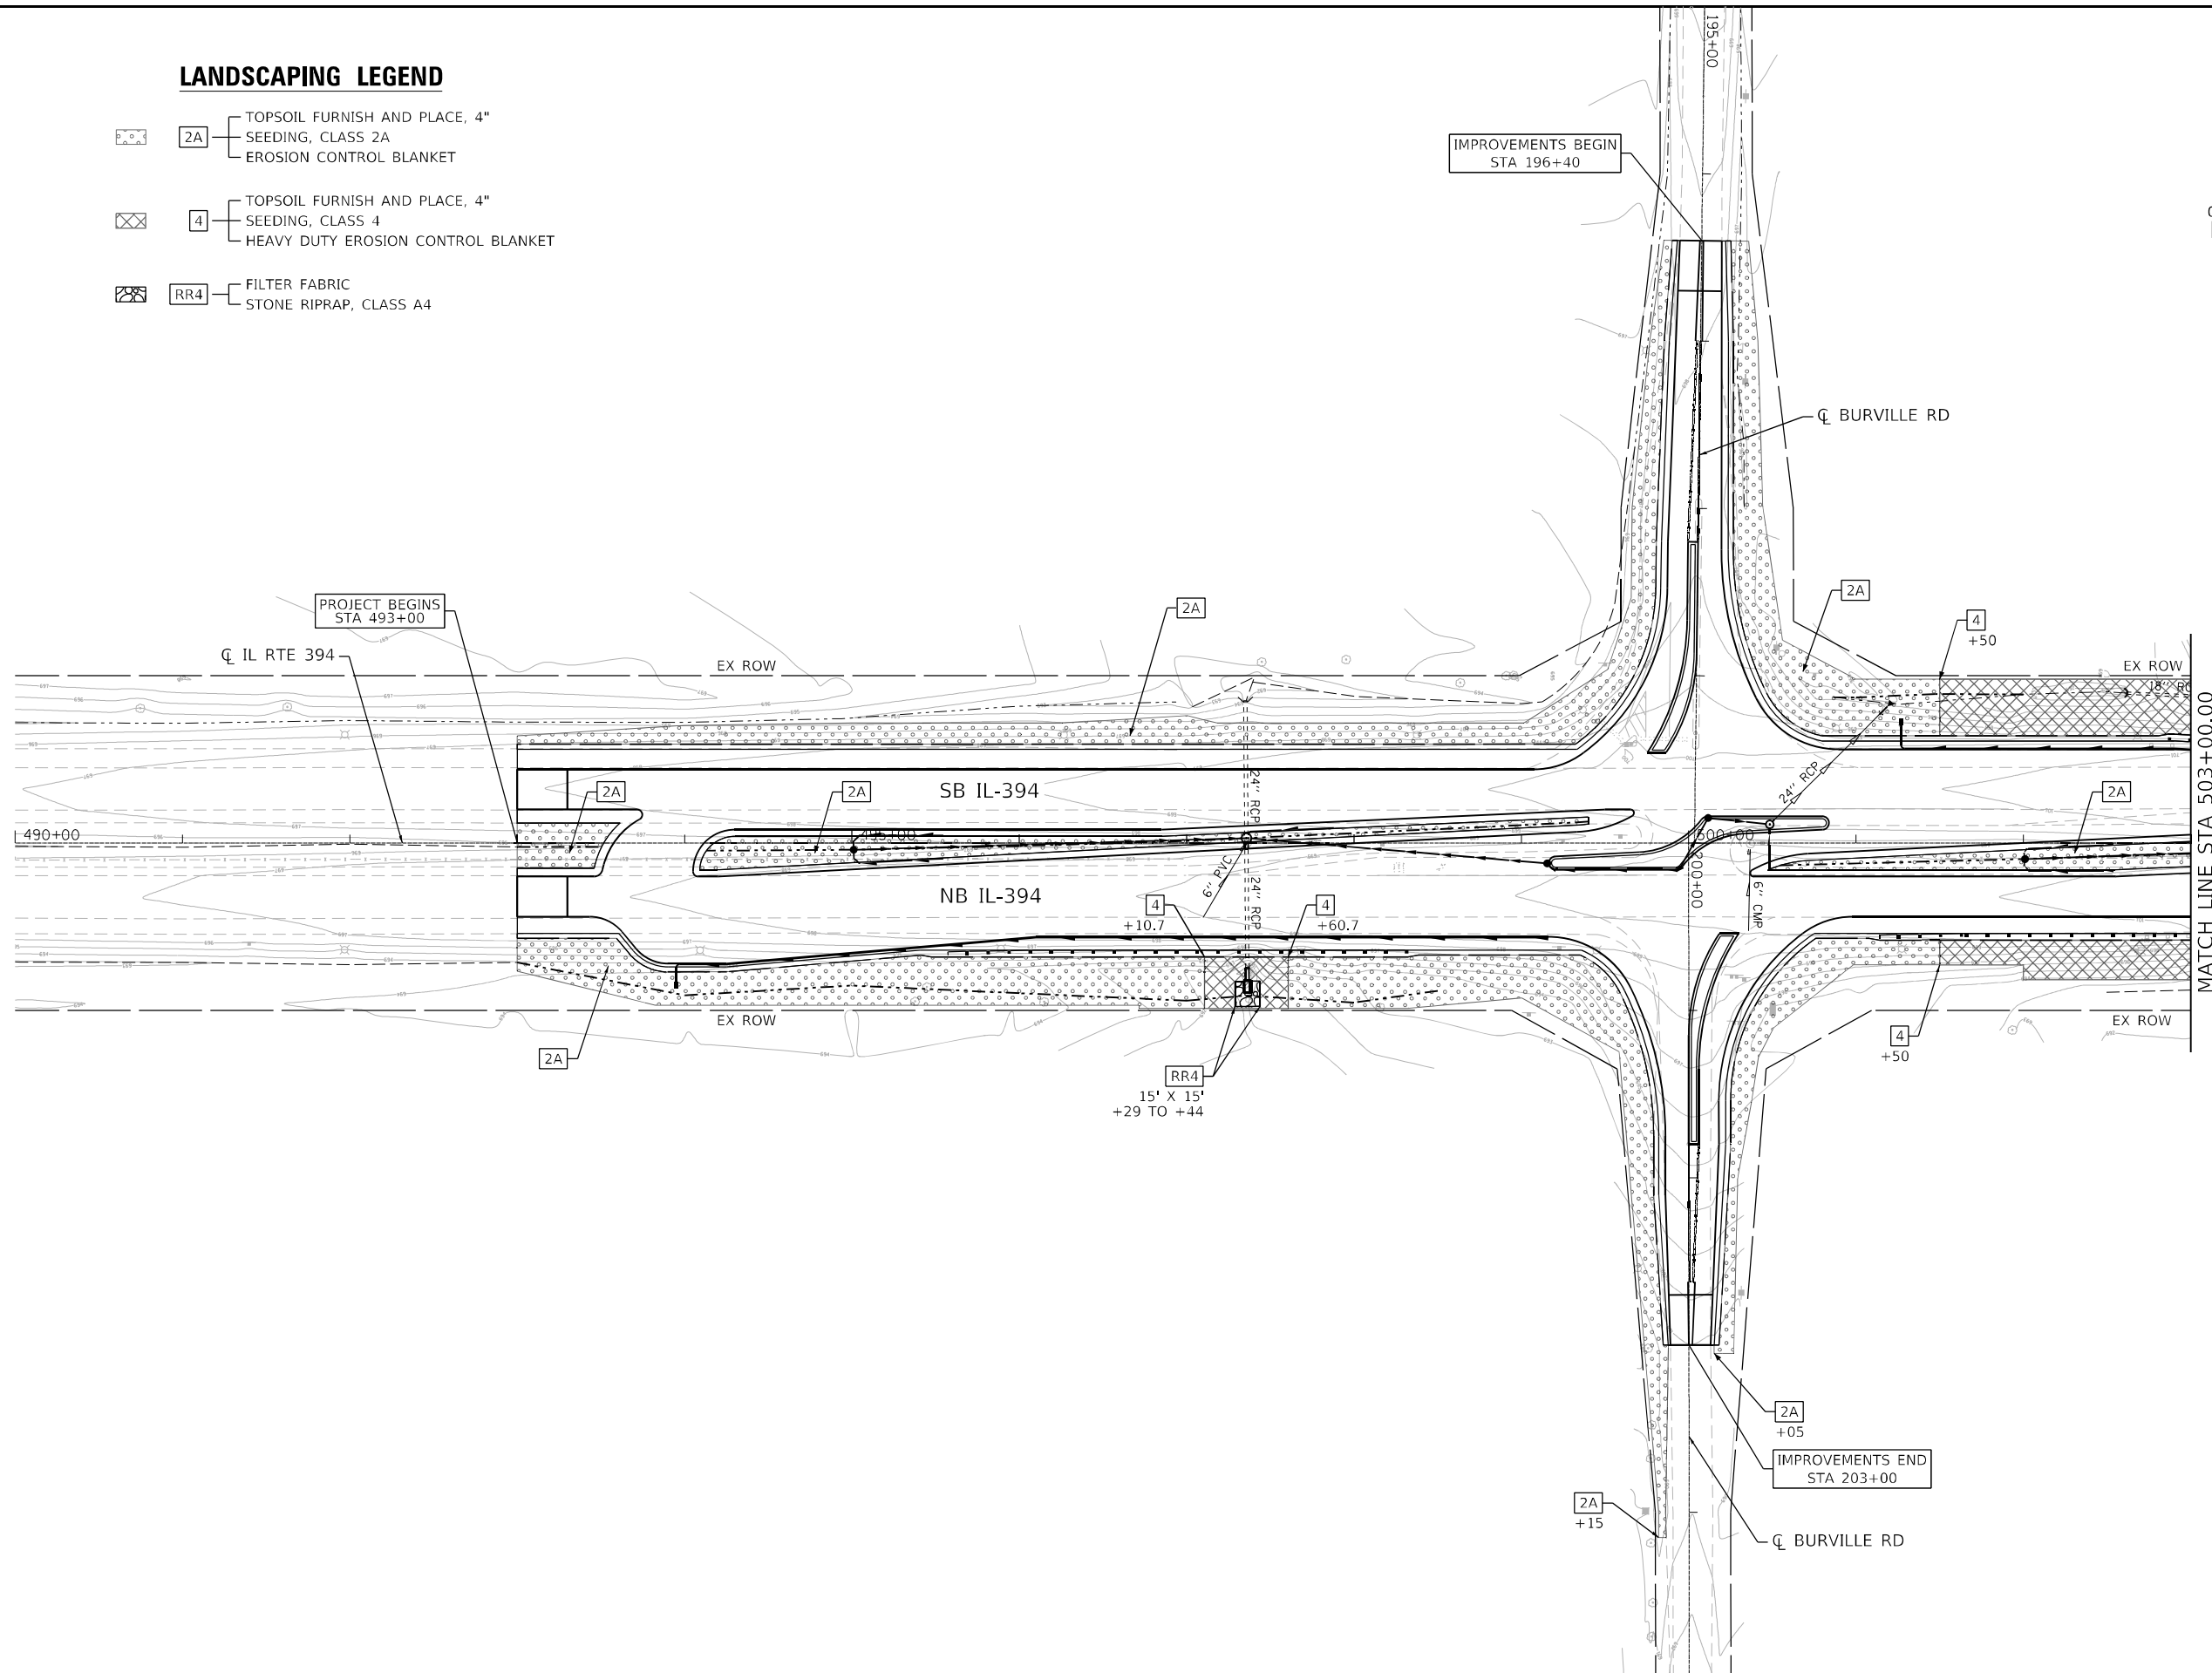 LANDSCAPING LEGEND
2A
TOPSOIL FURNISH AND PLACE, 4"
SEEDING, CLASS 2A
EROSION CONTROL BLANKET
4
TOPSOIL FURNISH AND PLACE, 4"
SEEDING, CLASS 4
HEAVY DUTY EROSION CONTROL BLANKET
RR4
FILTER FABRIC
STONE RIPRAP, CLASS A4
195+00
IMPROVEMENTS BEGIN
STA 196+40
℄ BURVILLE RD
PROJECT BEGINS
STA 493+00
2A
2A
4
+50
℄ IL RTE 394
EX ROW
EX ROW
18" RC
2A
2A
SB IL-394
24" RCP
24" RCP
2A
490+00
495+00
500+00
200+00
6" PVC
24" RCP
6" CMP
NB IL-394
4
+10.7
4
+60.7
MATCH LINE STA 503+00.00
EX ROW
EX ROW
2A
4
+50
RR4
15' X 15'
+29 TO +44
2A
+05
IMPROVEMENTS END
STA 203+00
2A
+15
℄ BURVILLE RD